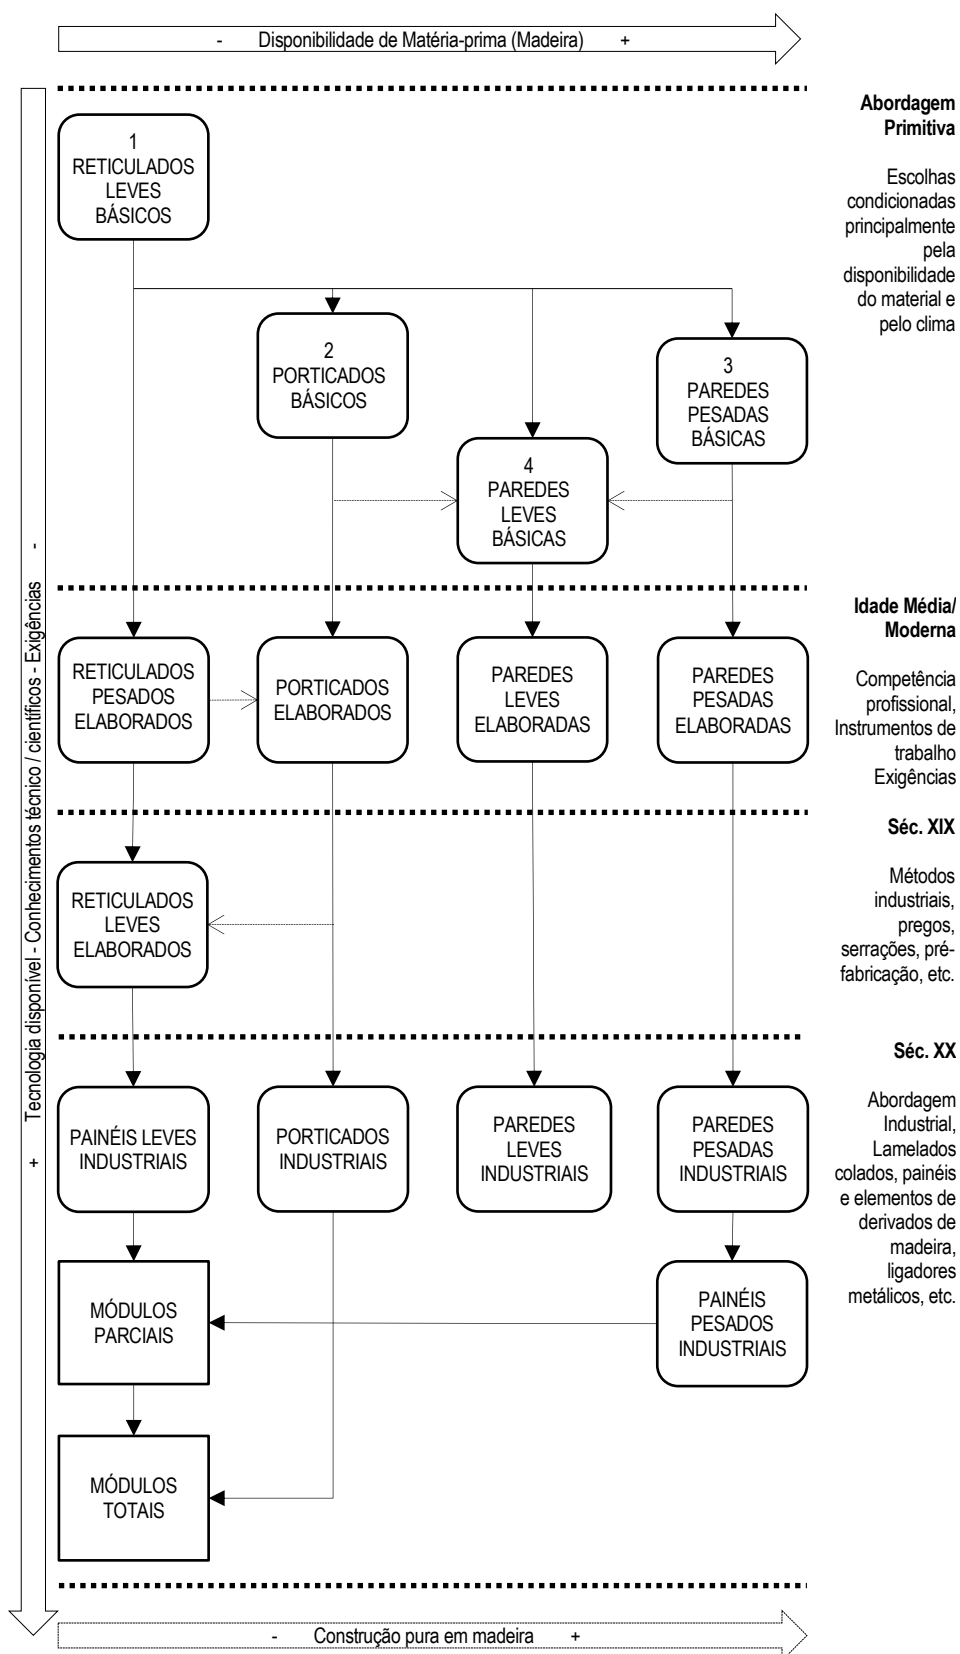 - Disponibilidade de Matéria-prima (Madeira) +
Abordagem
Primitiva
Escolhas
condicionadas
principalmente
pela
disponibilidade
do material e
pelo clima
1
RETICULADOS
LEVES
BÁSICOS
2
PORTICADOS
BÁSICOS
3
PAREDES
PESADAS
BÁSICAS
4
PAREDES
LEVES
BÁSICAS
+ Tecnologia disponível - Conhecimentos técnico / científicos - Exigências -
Idade Média/
Moderna
Competência
profissional,
Instrumentos de
trabalho
Exigências
RETICULADOS
PESADOS
ELABORADOS
PORTICADOS
ELABORADOS
PAREDES
LEVES
ELABORADAS
PAREDES
PESADAS
ELABORADAS
Séc. XIX
Métodos
industriais,
pregos,
serrações, pré-
fabricação, etc.
RETICULADOS
LEVES
ELABORADOS
Séc. XX
Abordagem
Industrial,
Lamelados
colados, painéis
e elementos de
derivados de
madeira,
ligadores
metálicos, etc.
PAINÉIS LEVES
INDUSTRIAIS
PORTICADOS
INDUSTRIAIS
PAREDES
LEVES
INDUSTRIAIS
PAREDES
PESADAS
INDUSTRIAIS
MÓDULOS
PARCIAIS
PAINÉIS
PESADOS
INDUSTRIAIS
MÓDULOS
TOTAIS
- Construção pura em madeira +